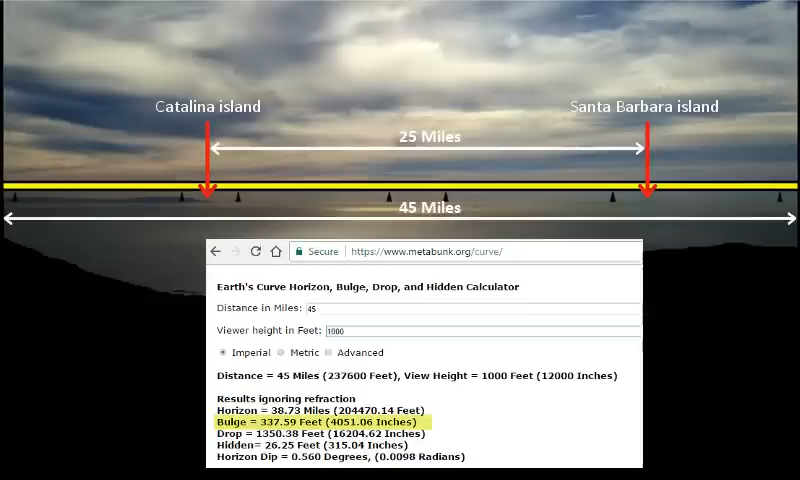 Catalina island
Santa Barbara island
25 Miles
45 Miles
Secure
https://www.metabunk.org/curve/
Earth's Curve Horizon, Bulge, Drop, and Hidden Calculator
Distance in Miles: 45
Viewer height in Feet: 1000
Imperial Metric Advanced
Distance = 45 Miles (237600 Feet), View Height = 1000 Feet (12000 Inches)
Results ignoring refraction
Horizon = 38.73 Miles (204470.14 Feet)
Bulge = 337.59 Feet (4051.06 Inches)
Drop = 1350.38 Feet (16204.62 Inches)
Hidden= 26.25 Feet (315.04 Inches)
Horizon Dip = 0.560 Degrees, (0.0098 Radians)